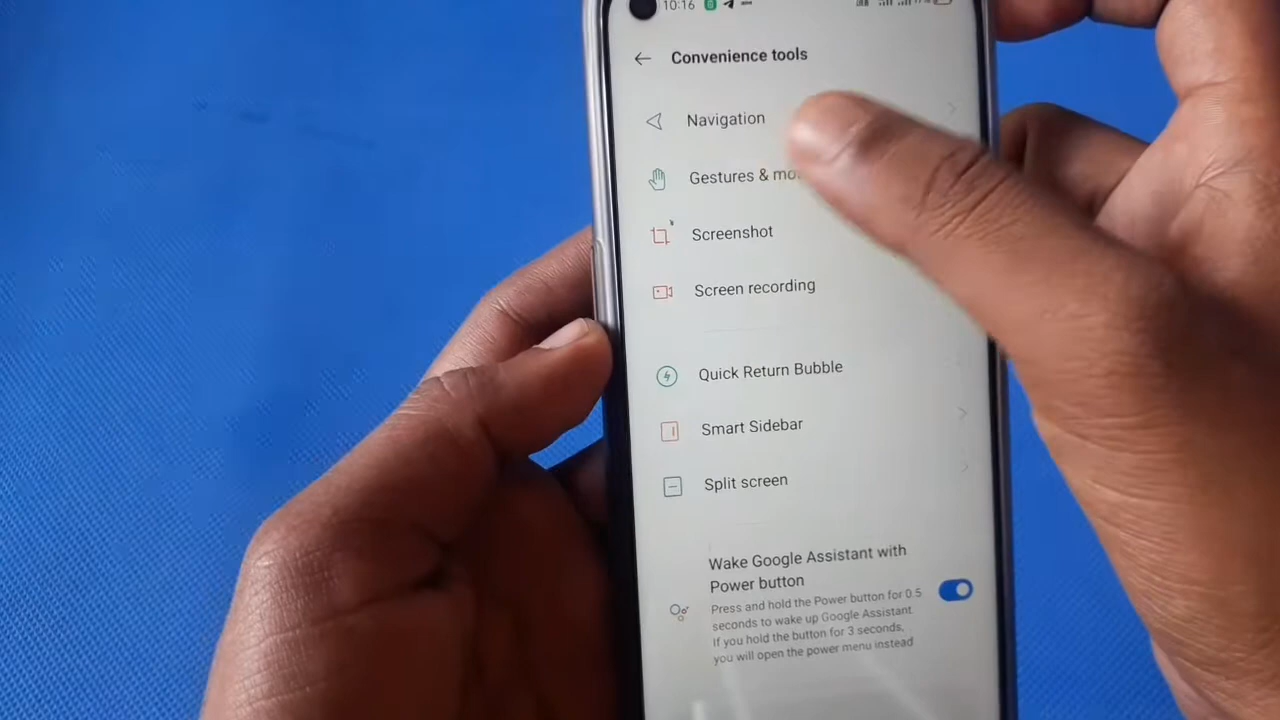 10:16
Convenience tools
Navigation
Gestures & mo
Screenshot
Screen recording
Quick Return Bubble
Smart Sidebar
Split screen
Wake Google Assistant with
Power button
Press and hold the Power button for 0.5
seconds to wake up Google Assistant.
If you hold the button for 3 seconds,
you will open the power menu instead